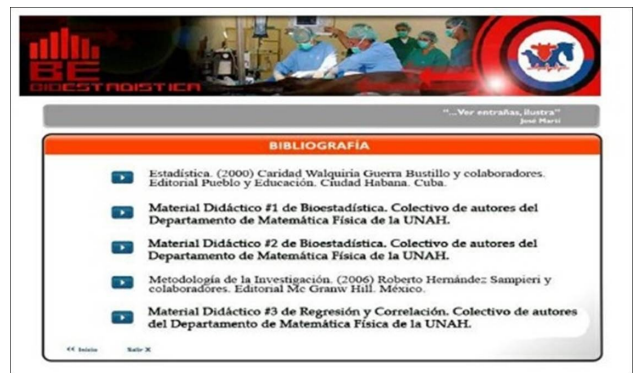 BE
BIOESTADISTICA
"...Ver entrañas, ilustra"
José Martí
BIBLIOGRAFÍA
Estadística. (2000) Caridad Walquiria Guerra Bustillo y colaboradores.
Editorial Pueblo y Educación. Ciudad Habana. Cuba.
Material Didáctico #1 de Bioestadística. Colectivo de autores del
Departamento de Matemática Física de la UNAH.
Material Didáctico #2 de Bioestadística. Colectivo de autores del
Departamento de Matemática Física de la UNAH.
Metodología de la Investigación. (2006) Roberto Hernández Sampieri y
colaboradores. Editorial Mc Granw Hill. México.
Material Didáctico #3 de Regresión y Correlación. Colectivo de autores
del Departamento de Matemática Física de la UNAH.
<< Inicio Salir X